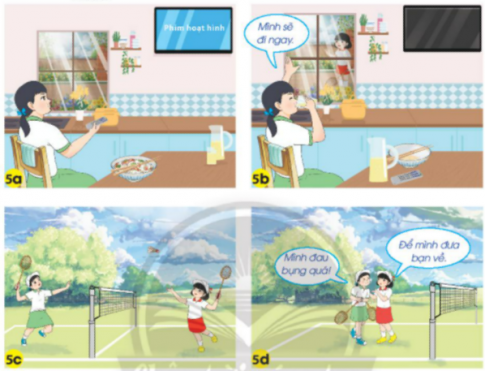 Phim hoạt hình
5a
Mình sẽ
đi ngay.
5b
5c
Mình đau
bụng quá!
Để mình đưa
bạn về.
5d